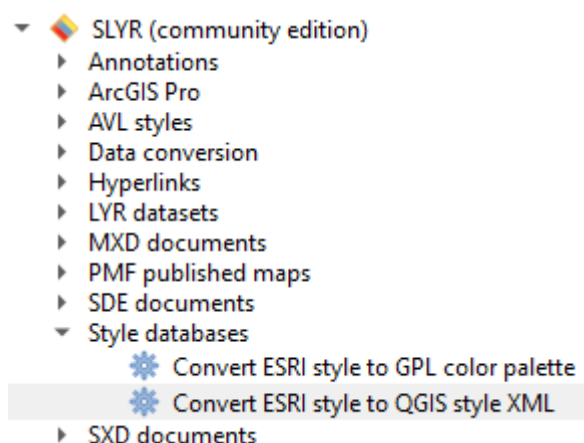 SLYR (community edition)
Annotations
ArcGIS Pro
AVL styles
Data conversion
Hyperlinks
LYR datasets
MXD documents
PMF published maps
SDE documents
Style databases
Convert ESRI style to GPL color palette
Convert ESRI style to QGIS style XML
SXD documents